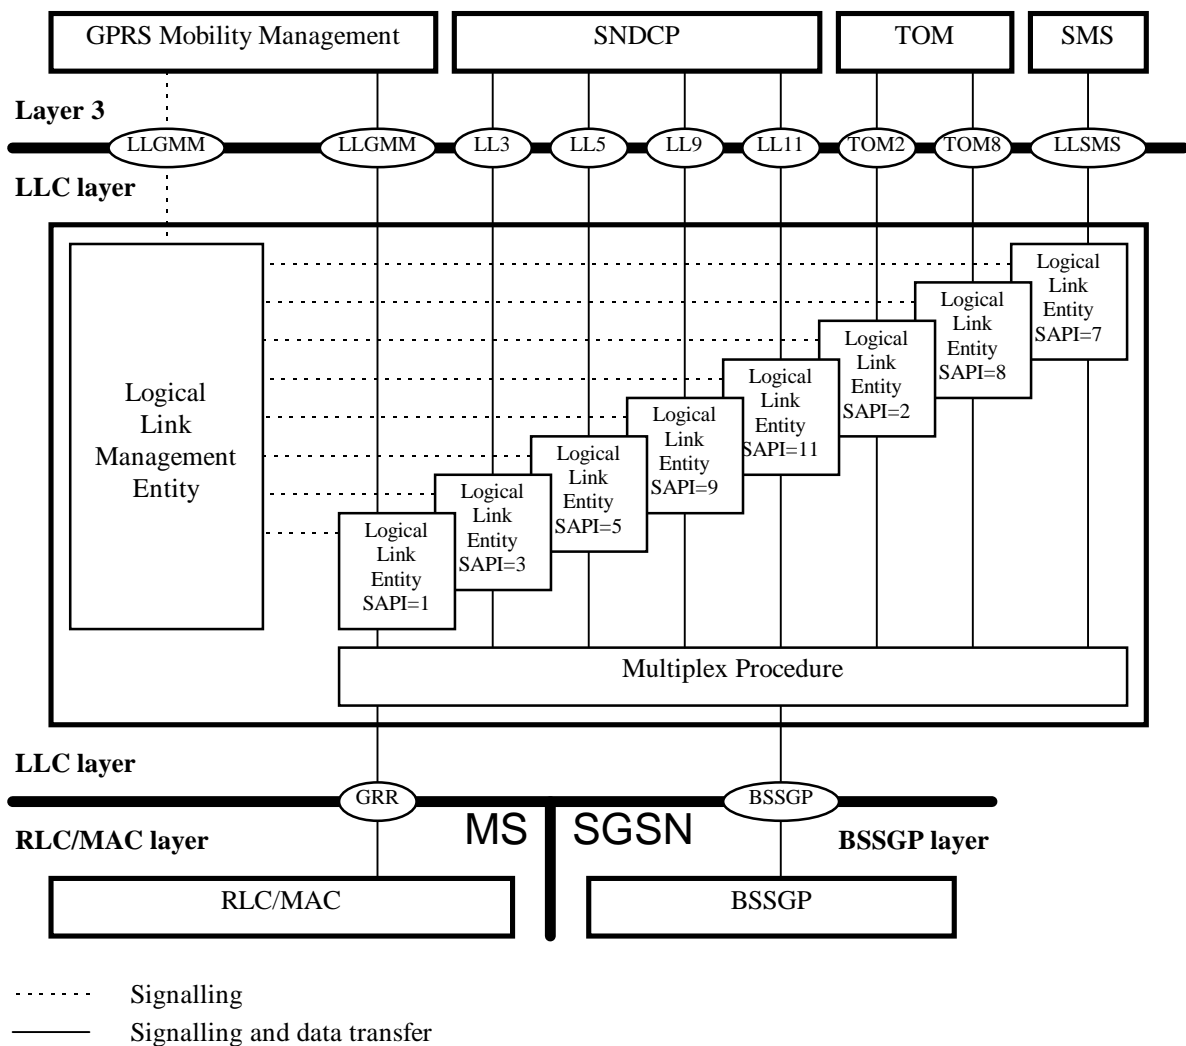 GPRS Mobility Management
SNDCP
TOM
SMS
Layer 3
LLGMM
LLGMM
LL3
LL5
LL9
LL11
TOM2
TOM8
LLSMS
LLC layer
Logical
Link
Management
Entity
Logical
Link
Entity
SAPI=1
Logical
Link
Entity
SAPI=3
Logical
Link
Entity
SAPI=5
Logical
Link
Entity
SAPI=9
Logical
Link
Entity
SAPI=11
Logical
Link
Entity
SAPI=2
Logical
Link
Entity
SAPI=8
Logical
Link
Entity
SAPI=7
Multiplex Procedure
LLC layer
GRR
BSSGP
RLC/MAC layer
MS
SGSN
BSSGP layer
RLC/MAC
BSSGP
Signalling
Signalling and data transfer